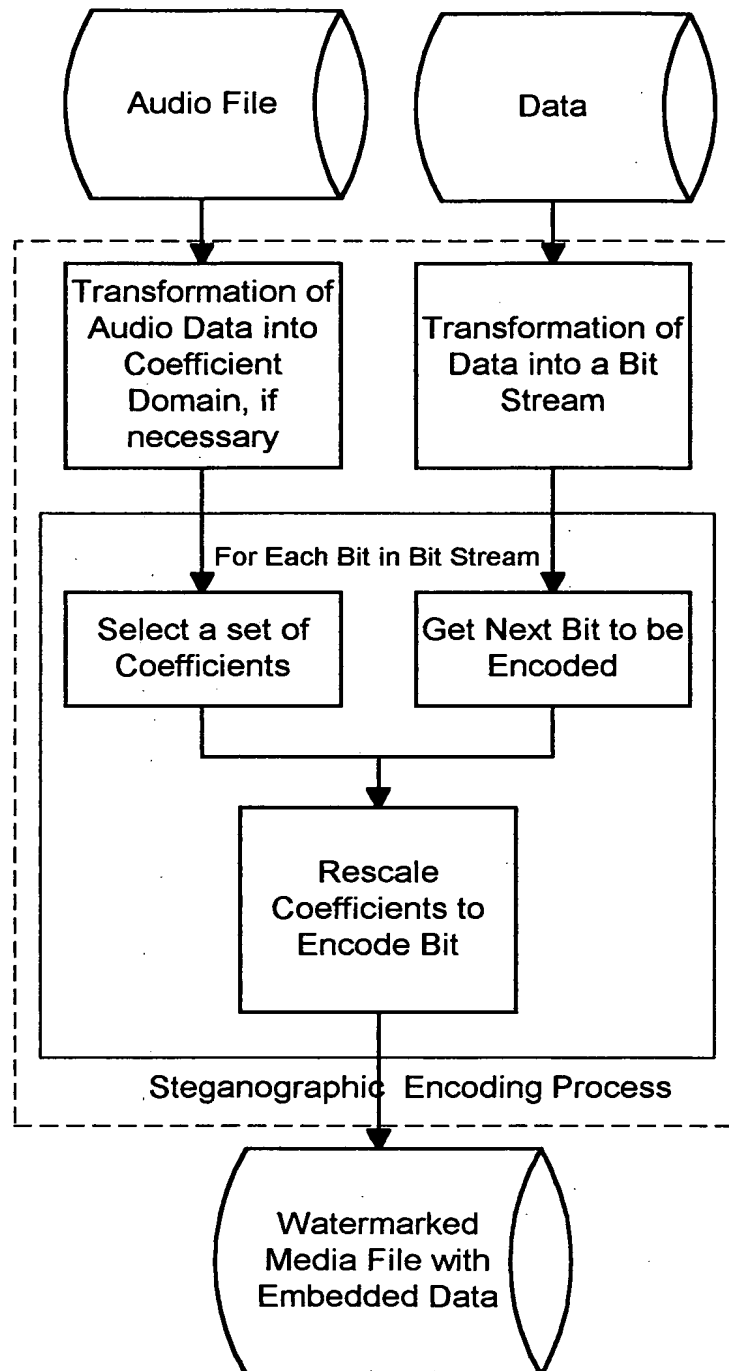 Audio File
Data
Transformation of
Audio Data into
Coefficient
Domain, if
necessary
Transformation of
Data into a Bit
Stream
For Each Bit in Bit Stream
Select a set of
Coefficients
Get Next Bit to be
Encoded
Rescale
Coefficients to
Encode Bit
Steganographic Encoding Process
Watermarked
Media File with
Embedded Data